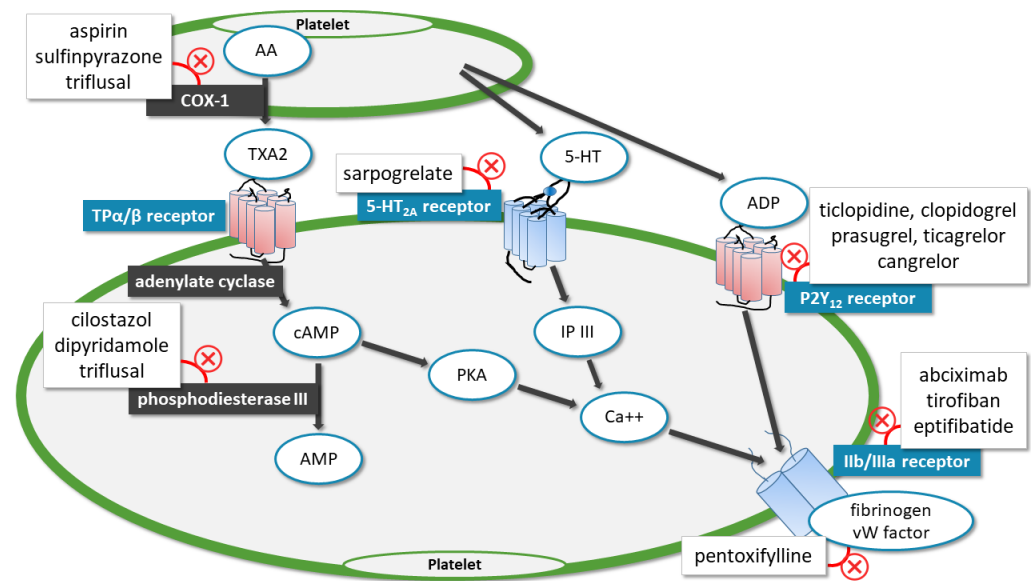 Platelet
aspirin
sulfinpyrazone
triflusal
AA
COX-1
TXA2
5-HT
sarpogrelate
5-HT2A receptor
TPα/β receptor
ADP
ticlopidine, clopidogrel
prasugrel, ticagrelor
cangrelor
P2Y12 receptor
adenylate cyclase
cilostazol
dipyridamole
triflusal
cAMP
IP III
phosphodiesterase III
PKA
Ca++
abciximab
tirofiban
eptifibatide
IIb/IIIa receptor
AMP
fibrinogen
vW factor
pentoxifylline
Platelet